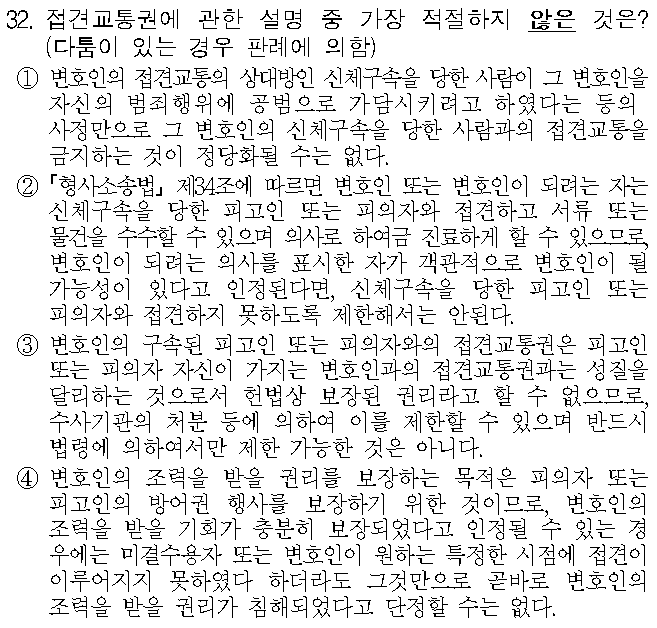 32. 접견교통권에 관한 설명 중 가장 적절하지 않은 것은?
(다툼이 있는 경우 판례에 의함)
① 변호인의 접견교통의 상대방인 신체구속을 당한 사람이 그 변호인을
자신의 범죄행위에 공범으로 가담시키려고 하였다는 등의
사정만으로 그 변호인의 신체구속을 당한 사람과의 접견교통을
금지하는 것이 정당화될 수는 없다.
② 「형사소송법」 제34조에 따르면 변호인 또는 변호인이 되려는 자는
신체구속을 당한 피고인 또는 피의자와 접견하고 서류 또는
물건을 수수할 수 있으며 의사로 하여금 진료하게 할 수 있으므로,
변호인이 되려는 의사를 표시한 자가 객관적으로 변호인이 될
가능성이 있다고 인정된다면, 신체구속을 당한 피고인 또는
피의자와 접견하지 못하도록 제한해서는 안된다.
③ 변호인의 구속된 피고인 또는 피의자와의 접견교통권은 피고인
또는 피의자 자신이 가지는 변호인과의 접견교통권과는 성질을
달리하는 것으로서 헌법상 보장된 권리라고 할 수 없으므로,
수사기관의 처분 등에 의하여 이를 제한할 수 있으며 반드시
법령에 의하여서만 제한 가능한 것은 아니다.
④ 변호인의 조력을 받을 권리를 보장하는 목적은 피의자 또는
피고인의 방어권 행사를 보장하기 위한 것이므로, 변호인의
조력을 받을 기회가 충분히 보장되었다고 인정될 수 있는 경
우에는 미결수용자 또는 변호인이 원하는 특정한 시점에 접견이
이루어지지 못하였다 하더라도 그것만으로 곧바로 변호인의
조력을 받을 권리가 침해되었다고 단정할 수는 없다.